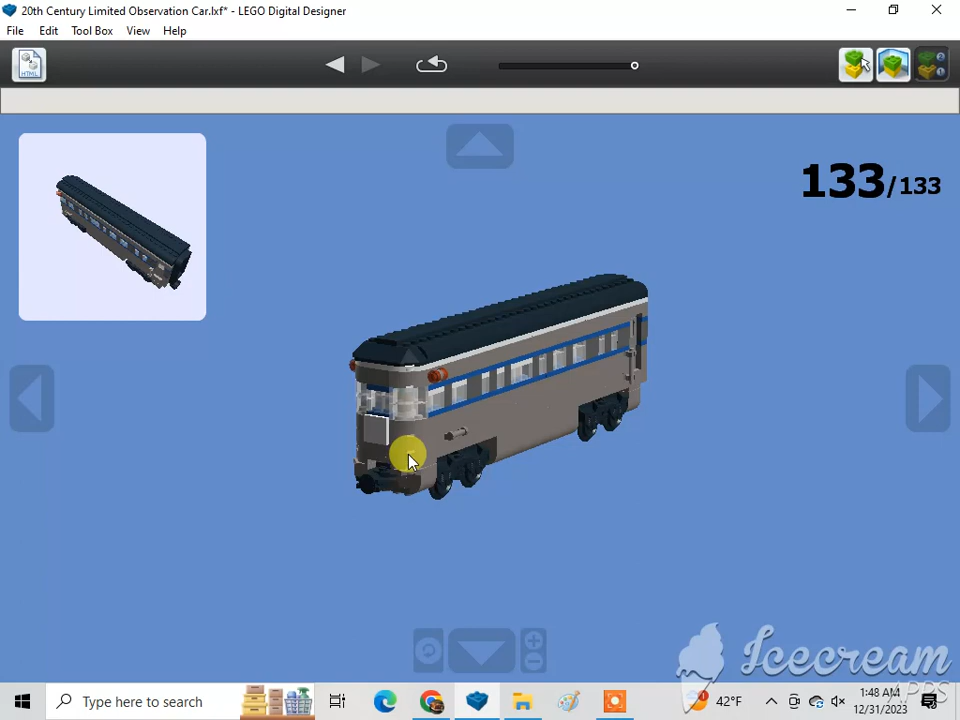 20th Century Limited Observation Car.lxf* - LEGO Digital Designer
File Edit Tool Box View Help
HTML
133/133
Icecream
APPS
Type here to search
42°F
1:48 AM
12/31/2023